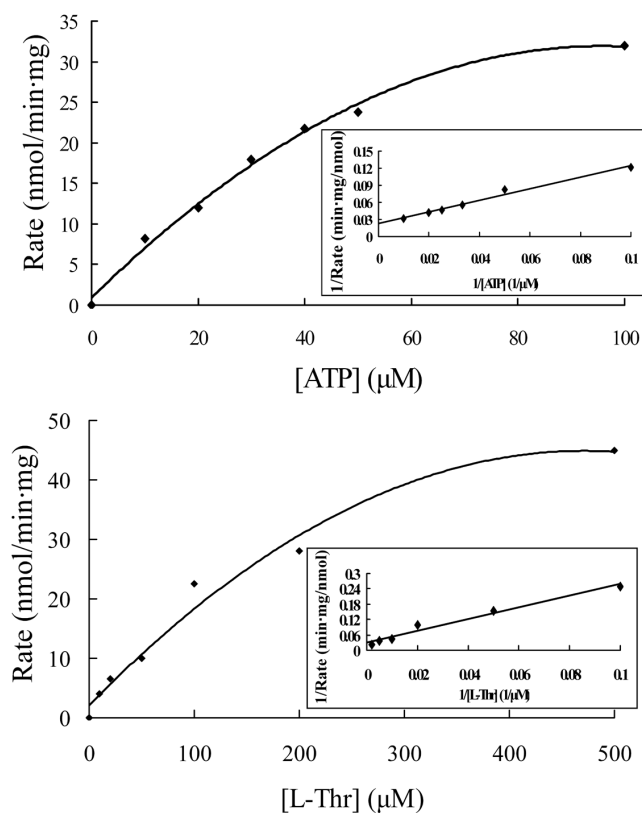 35
30
25
20
15
10
5
0
Rate (nmol/min·mg)
0 20 40 60 80 100
[ATP] (μM)
0.15
0.12
0.09
0.06
0.03
0
1/Rate (min·mg/nmol)
0 0.02 0.04 0.06 0.08 0.1
1/[ATP] (1/μM)
50
40
30
20
10
0
Rate (nmol/min·mg)
0 100 200 300 400 500
[L-Thr] (μM)
0.3
0.24
0.18
0.12
0.06
0
1/Rate (min·mg/nmol)
0 0.02 0.04 0.06 0.08 0.1
1/[L-Thr] (1/μM)